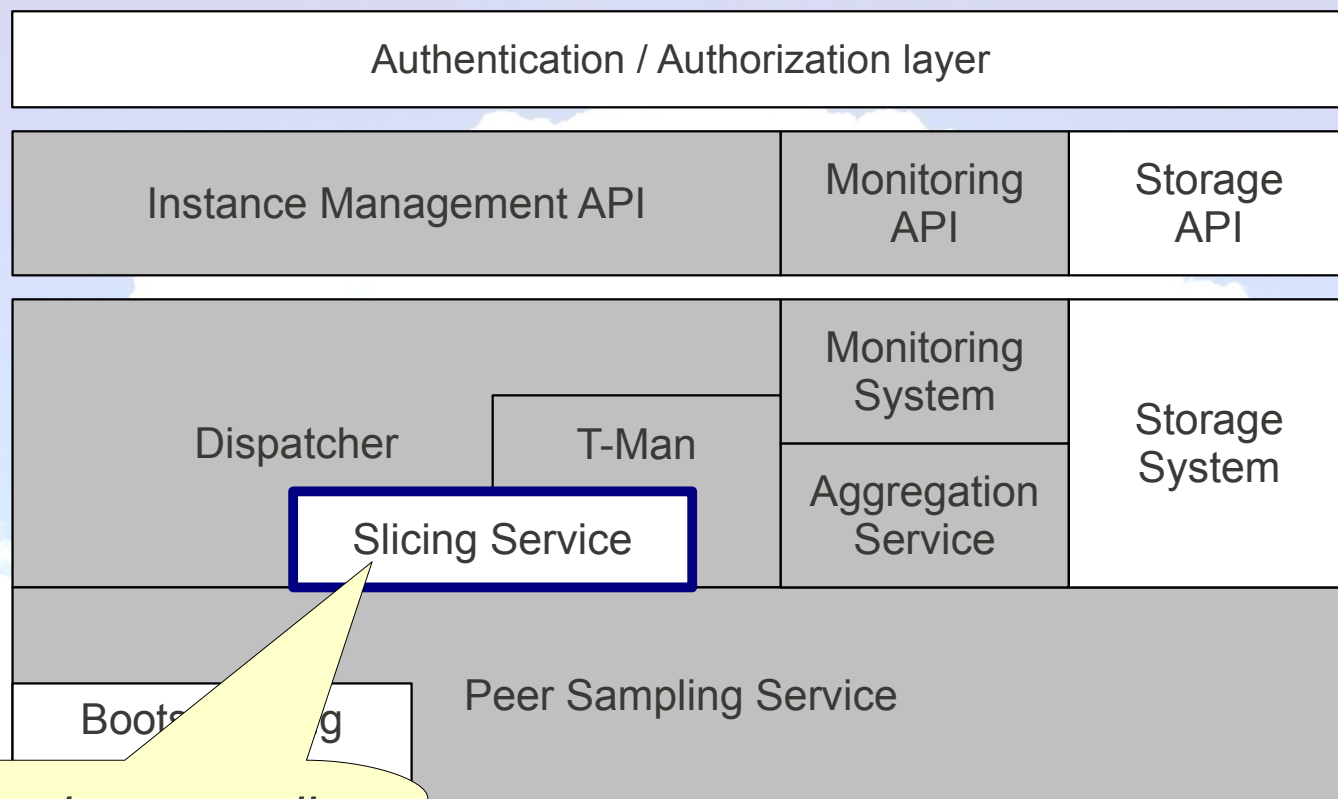 Authentication / Authorization layer
Instance Management API
Monitoring
API
Storage
API
Monitoring
System
Dispatcher
T-Man
Storage
System
Aggregation
Service
Slicing Service
Peer Sampling Service